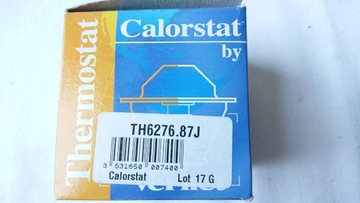 Thermostat
Calorstat
by
TH6276.87J
3 531650 007400
Calorstat Lot 17 G